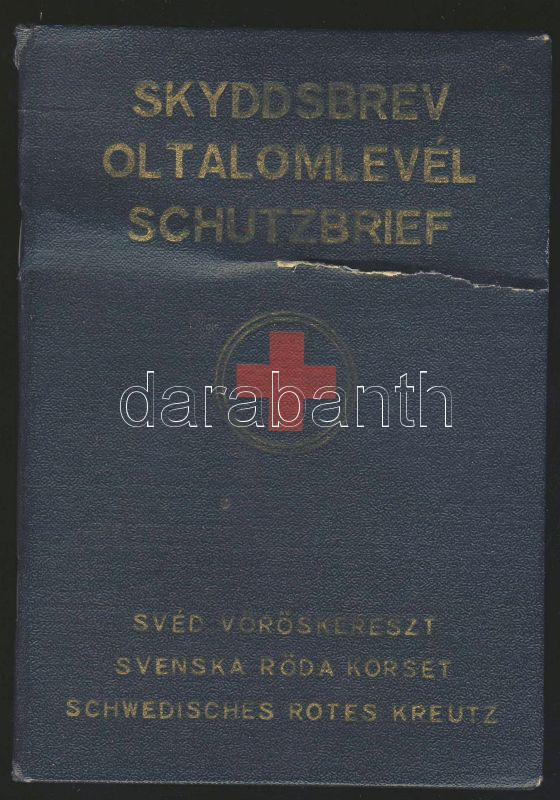 SKYDDSBREV
OLTALOMLEVÉL
SCHUTZBRIEF
darabanth
SVÉD VÖRÖSKERESZT
SVENSKA RÖDA KORSET
SCHWEDISCHES ROTES KREUTZ